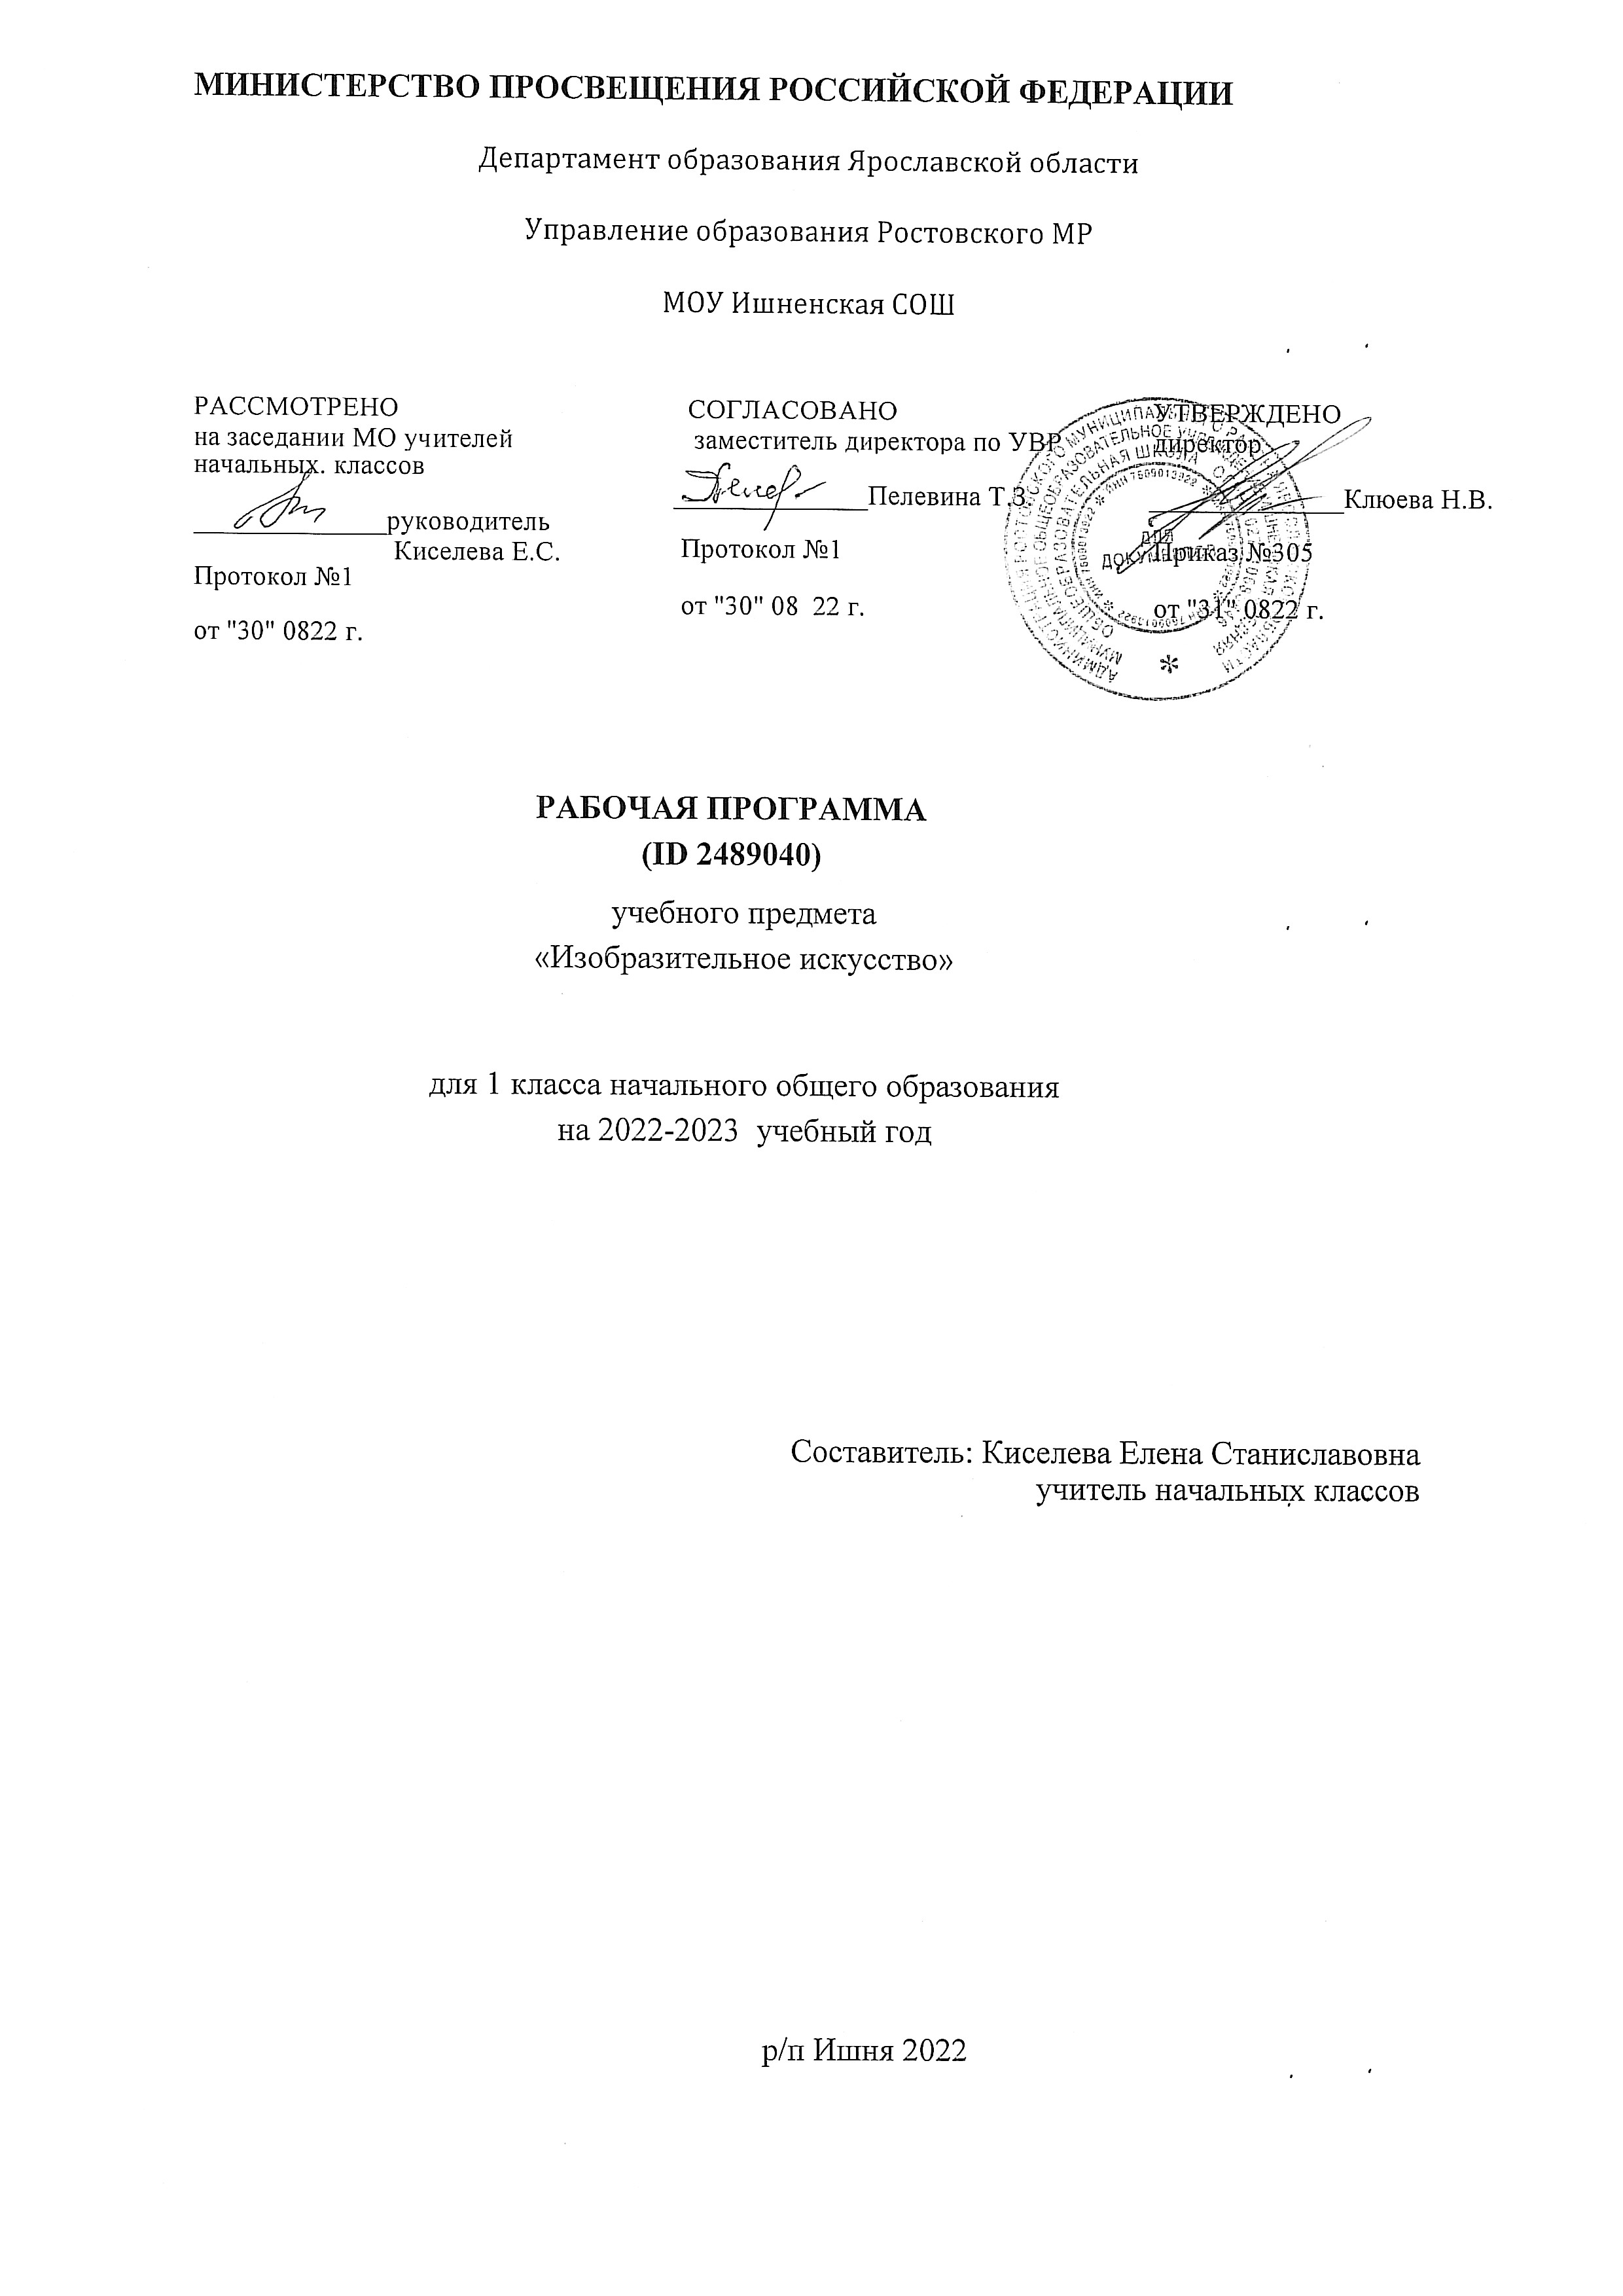 МИНИСТЕРСТВО ПРОСВЕЩЕНИЯ РОССИЙСКОЙ ФЕДЕРАЦИИ
Департамент образования Ярославской области
Управление образования Ростовского МР
МОУ Ишненская СОШ
РАССМОТРЕНО
на заседании МО учителей
начальных. классов
руководитель
Киселева Е.С.
Протокол №1
от "30" 0822 г.
СОГЛАСОВАНО
заместитель директора по УВР
Пелевина Т.З
Протокол №1
от "30" 08  22 г.
УТВЕРЖДЕНО
директор
Клюева Н.В.
Приказ №305
от "31" 0822 г.
ДЛЯ
ДОКУМЕНТОВ
РАБОЧАЯ ПРОГРАММА
(ID 2489040)
учебного предмета
«Изобразительное искусство»
для 1 класса начального общего образования
на 2022-2023  учебный год
Составитель: Киселева Елена Станиславовна
учитель начальных классов
р/п Ишня 2022